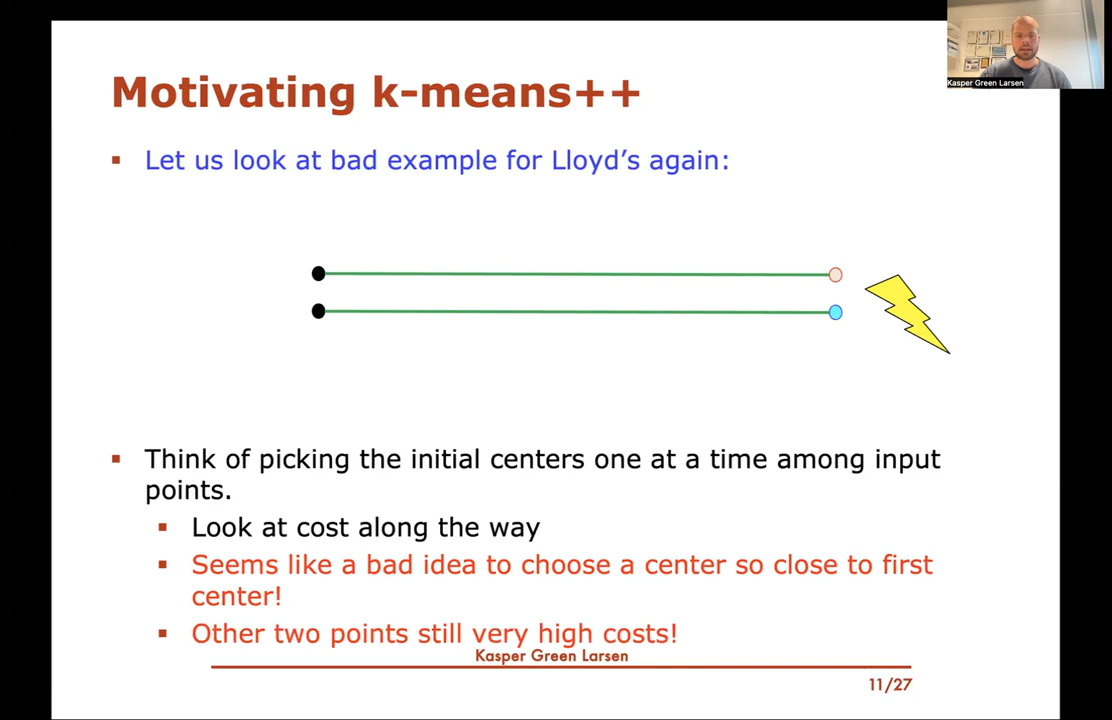 Motivating k-means++
Kasper Green Larsen
Let us look at bad example for Lloyd's again:
Think of picking the initial centers one at a time among input
points.
Look at cost along the way
Seems like a bad idea to choose a center so close to first
center!
Other two points still very high costs!
Kasper Green Larsen
11/27